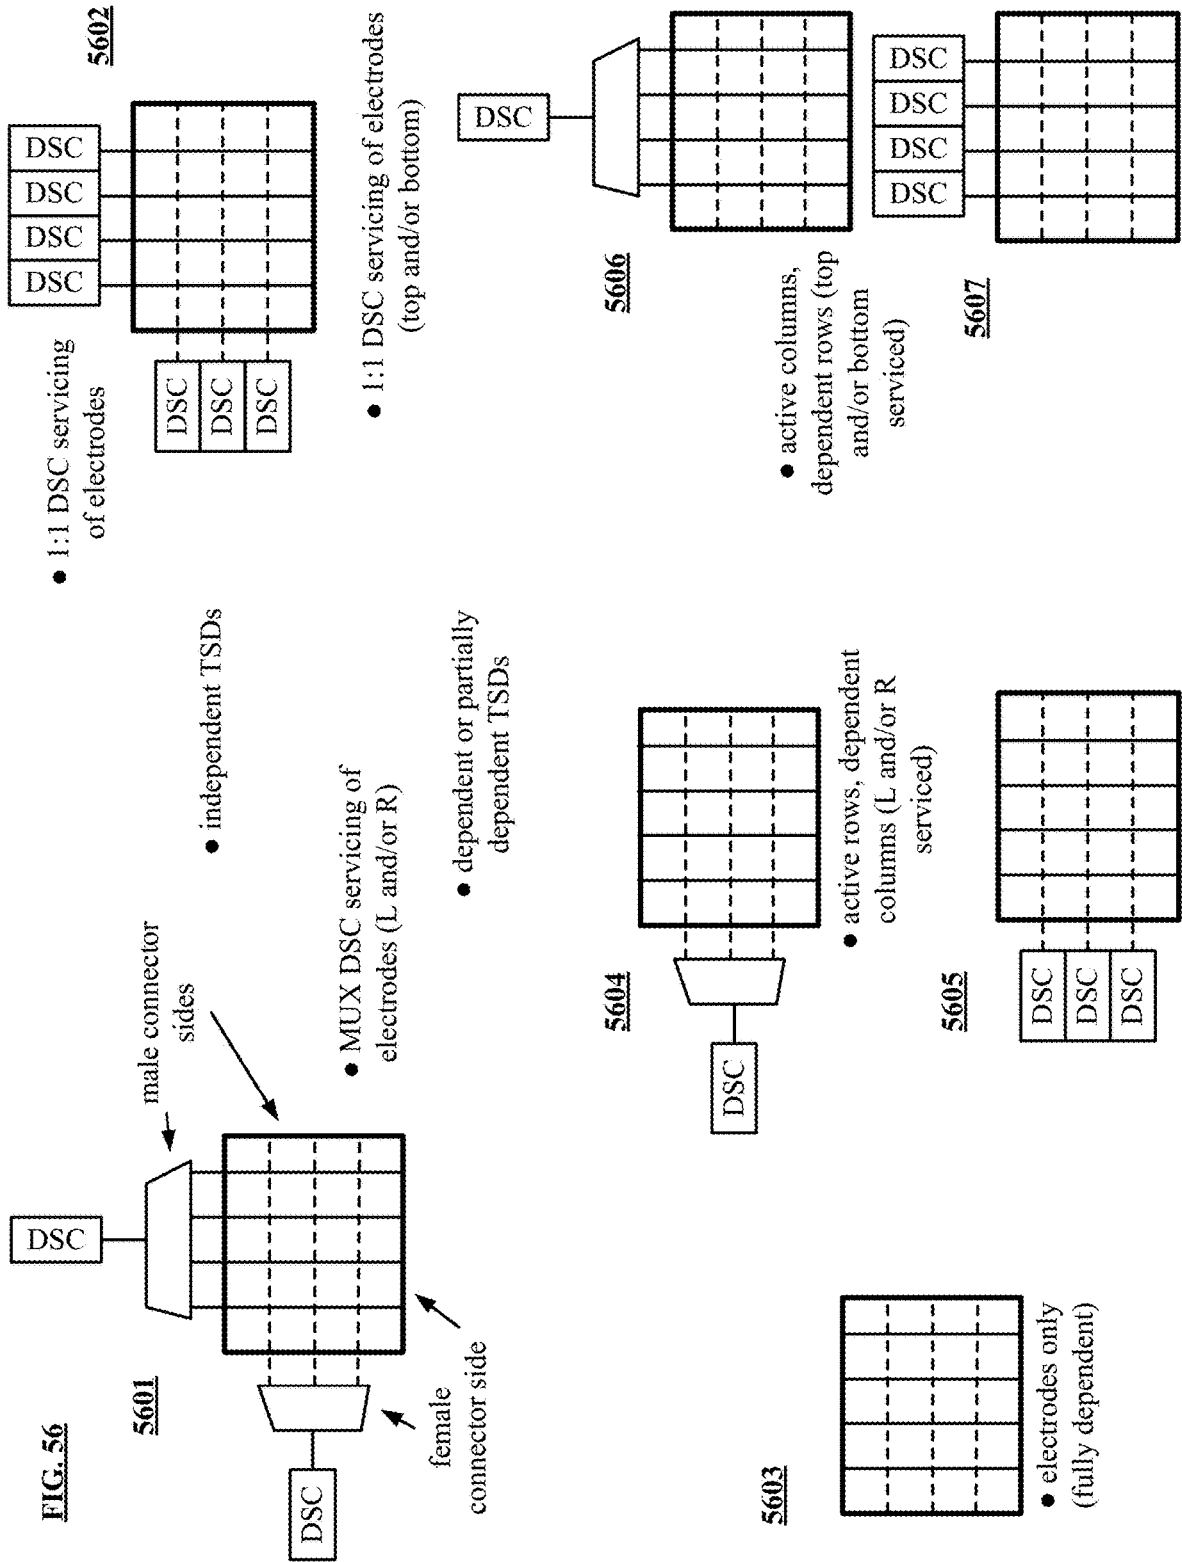 FIG. 56
5601
DSC
DSC
male connector
sides
female
connector side
• independent TSDs
• MUX DSC servicing of
electrodes (L and/or R)
• 1:1 DSC servicing
of electrodes
5602
DSC
DSC
DSC
DSC
DSC
DSC
DSC
• 1:1 DSC servicing of electrodes
(top and/or bottom)
• dependent or partially
dependent TSDs
5603
• electrodes only
(fully dependent)
5604
DSC
• active rows, dependent
columns (L and/or R
serviced)
5605
DSC
DSC
DSC
5606
DSC
• active columns,
dependent rows (top
and/or bottom
serviced)
5607
DSC
DSC
DSC
DSC